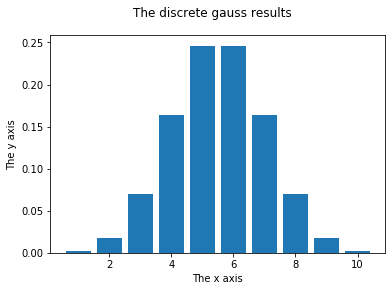 The discrete gauss results
0.25
0.20
0.15
0.10
0.05
0.00
The y axis
2 4 6 8 10
The x axis